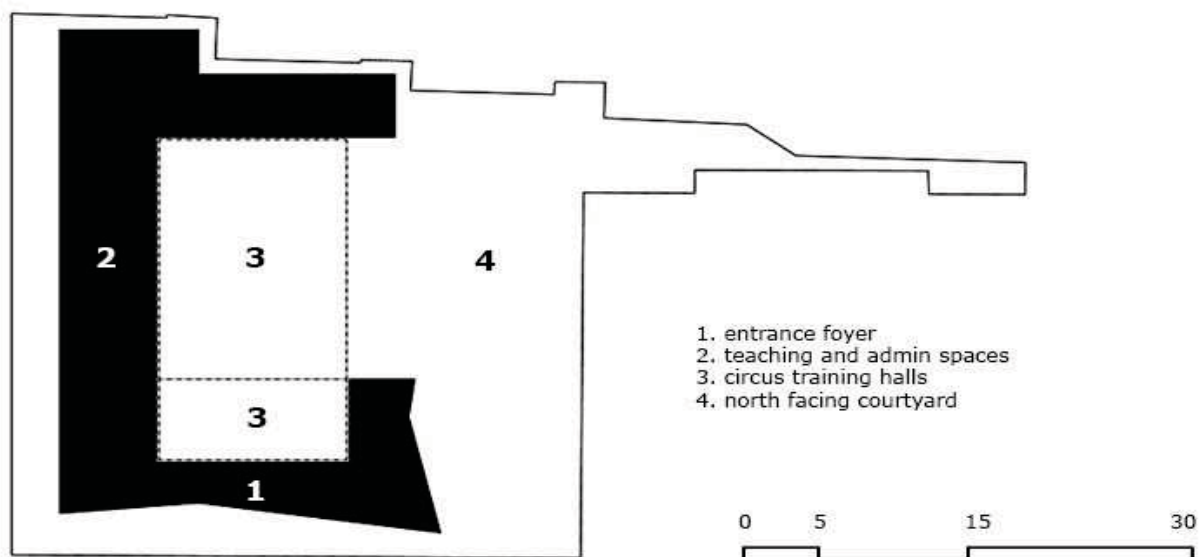 2
3
4
3
1
1. entrance foyer
2. teaching and admin spaces
3. circus training halls
4. north facing courtyard
0 5 15 30